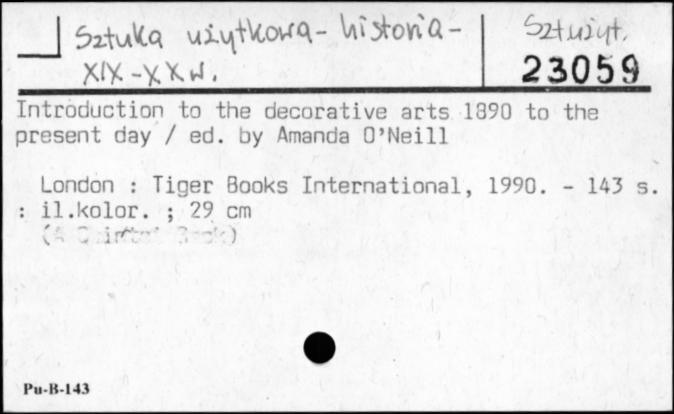 Sztuka użytkowa - historia -
XIX - XX w.
Szt. użyt.
23059
Introduction to the decorative arts 1890 to the
present day / ed. by Amanda O'Neill
London : Tiger Books International, 1990. - 143 s.
: il.kolor. ; 29 cm
(A
Pu-B-143